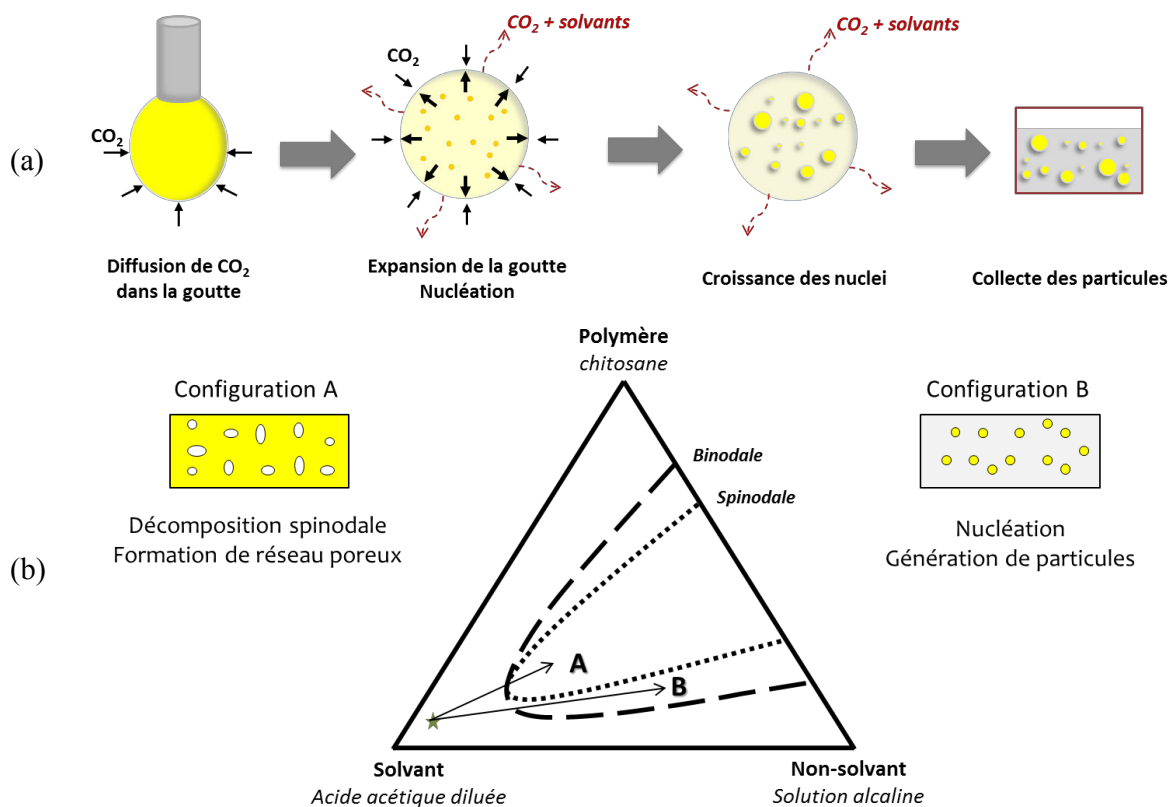 CO2 + solvants
CO2 + solvants
CO2
CO2
(a)
Diffusion de CO2
dans la goutte
Expansion de la goutte
Nucléation
Croissance des nuclei
Collecte des particules
Polymère
chitosane
Configuration A
Configuration B
Binodale
Spinodale
Décomposition spinodale
Formation de réseau poreux
Nucléation
Génération de particules
(b)
A
B
Solvant
Acide acétique diluée
Non-solvant
Solution alcaline